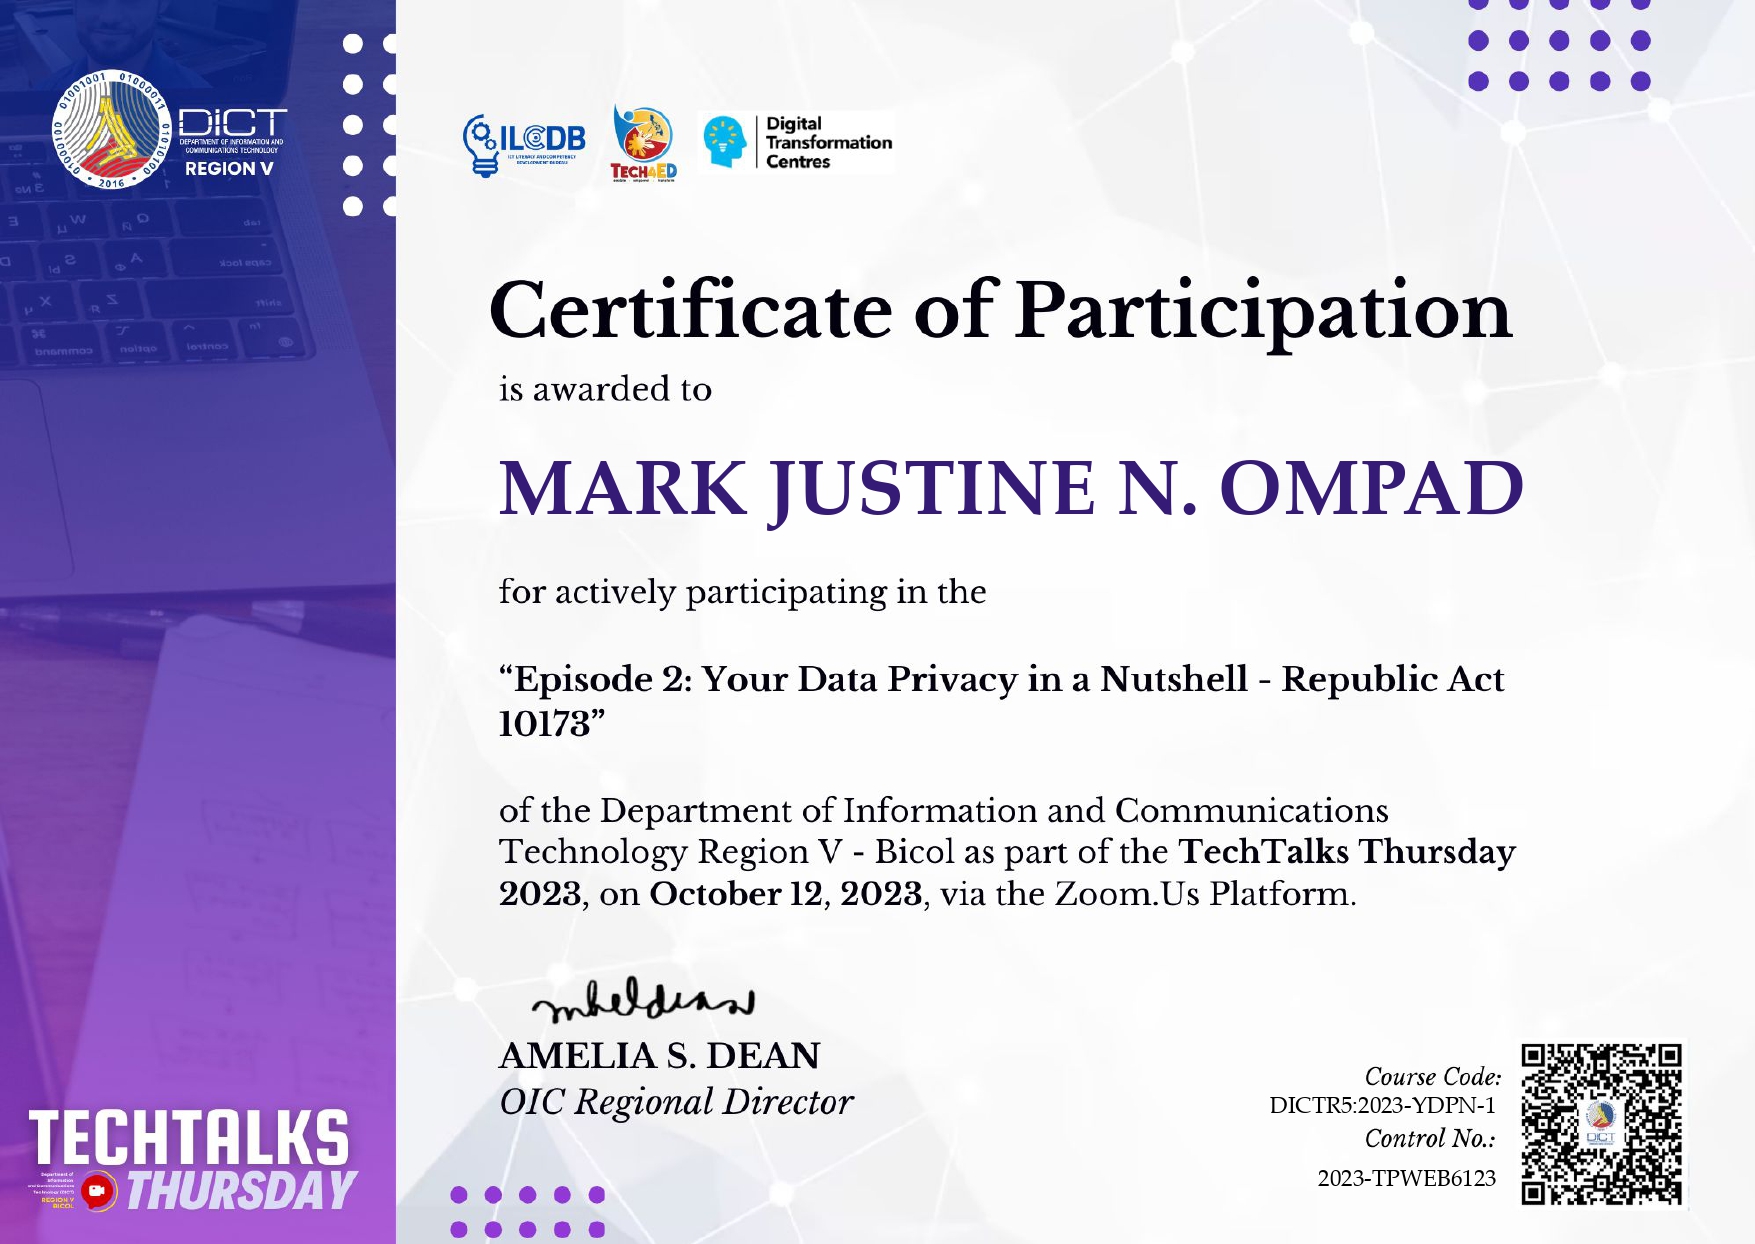 01001001 01000011 01010100
2016
DICT
DEPARTMENT OF INFORMATION AND
COMMUNICATIONS TECHNOLOGY
REGION V
ILCDB
ICT LITERACY AND COMPETENCY
DEVELOPMENT BUREAU
TECH4ED
Digital
Transformation
Centres
Certificate of Participation
is awarded to
MARK JUSTINE N. OMPAD
for actively participating in the
“Episode 2: Your Data Privacy in a Nutshell - Republic Act
10173”
of the Department of Information and Communications
Technology Region V - Bicol as part of the TechTalks Thursday
2023, on October 12, 2023, via the Zoom.Us Platform.
AMELIA S. DEAN
OIC Regional Director
Course Code:
DICTR5:2023-YDPN-1
Control No.:
2023-TPWEB6123
DICT
TECHTALKS
THURSDAY
Department of
Information
and Communications
Technology (DICT)
REGION V
BICOL